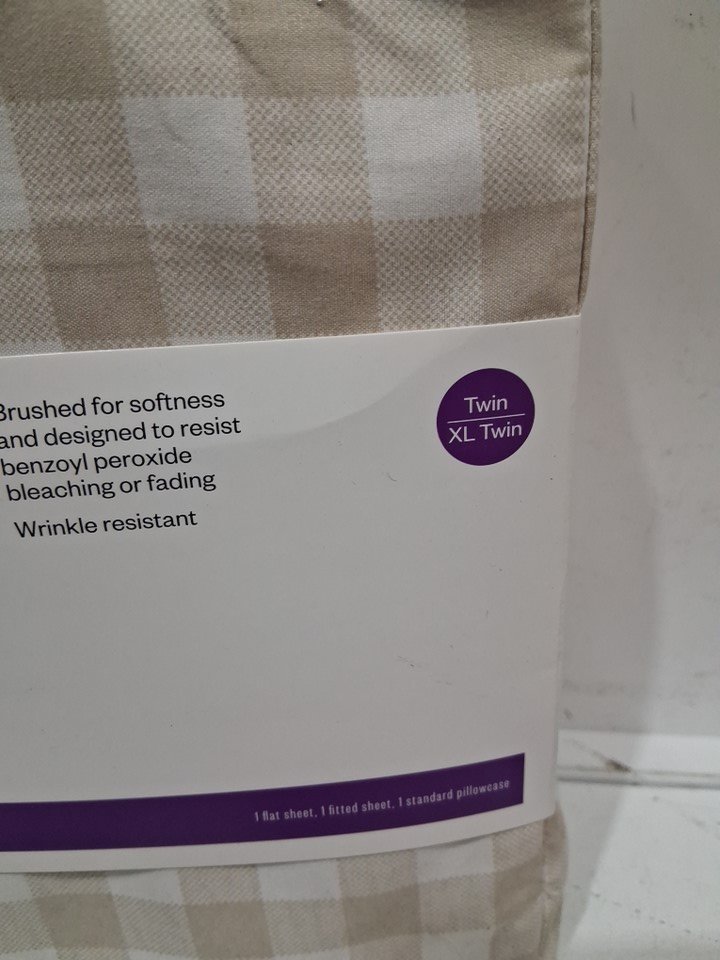 Brushed for softness
and designed to resist
benzoyl peroxide
bleaching or fading
Wrinkle resistant
Twin
XL Twin
1 flat sheet, 1 fitted sheet, 1 standard pillowcase